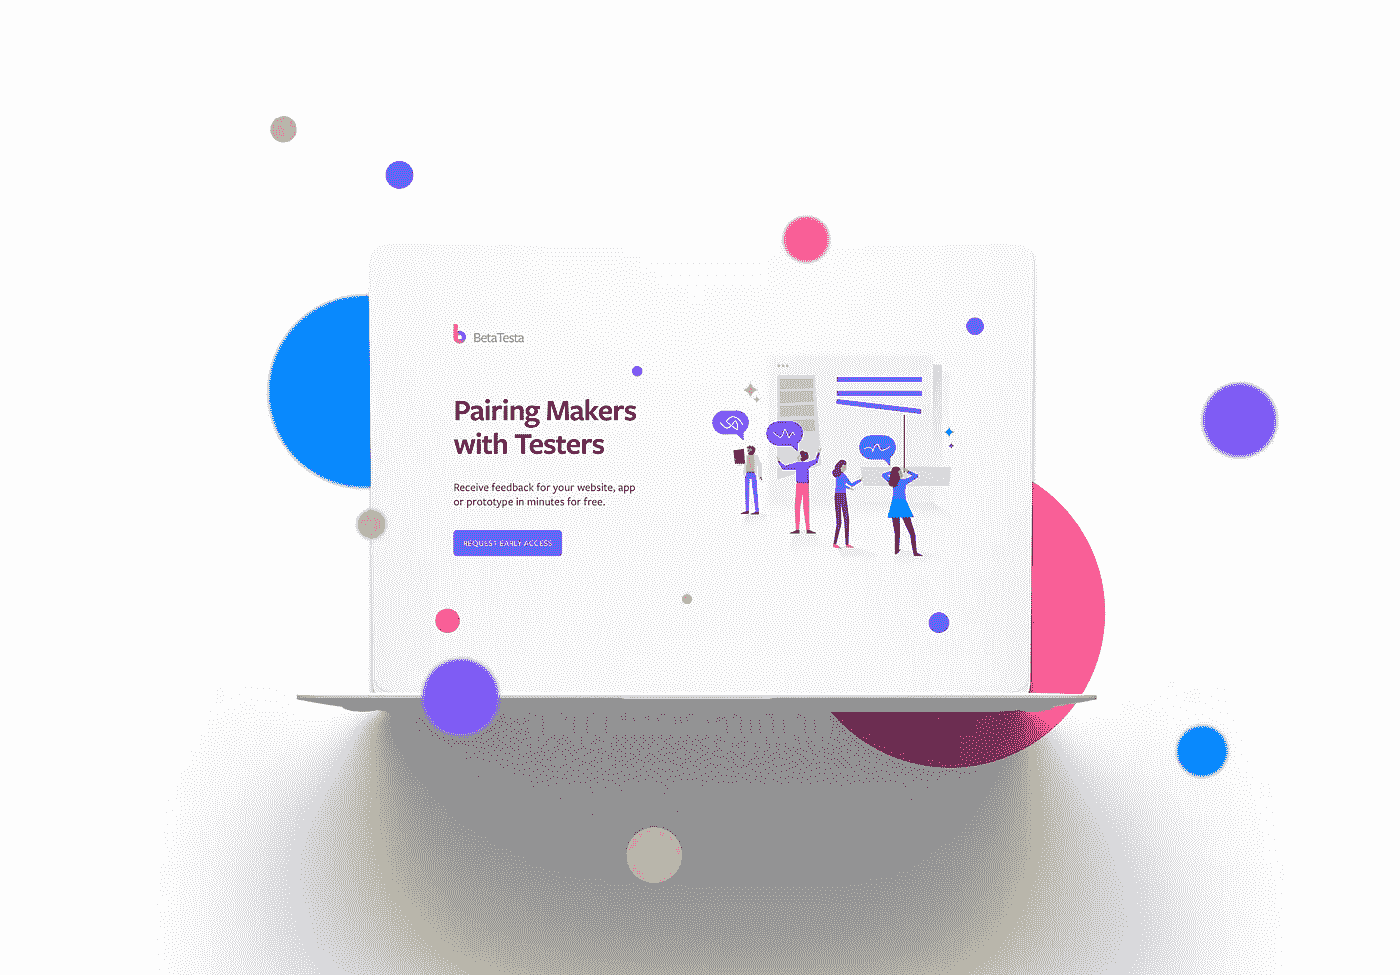 BetaTesta
Pairing Makers
with Testers
Receive feedback for your website, app
or prototype in minutes for free.
REQUEST EARLY ACCESS